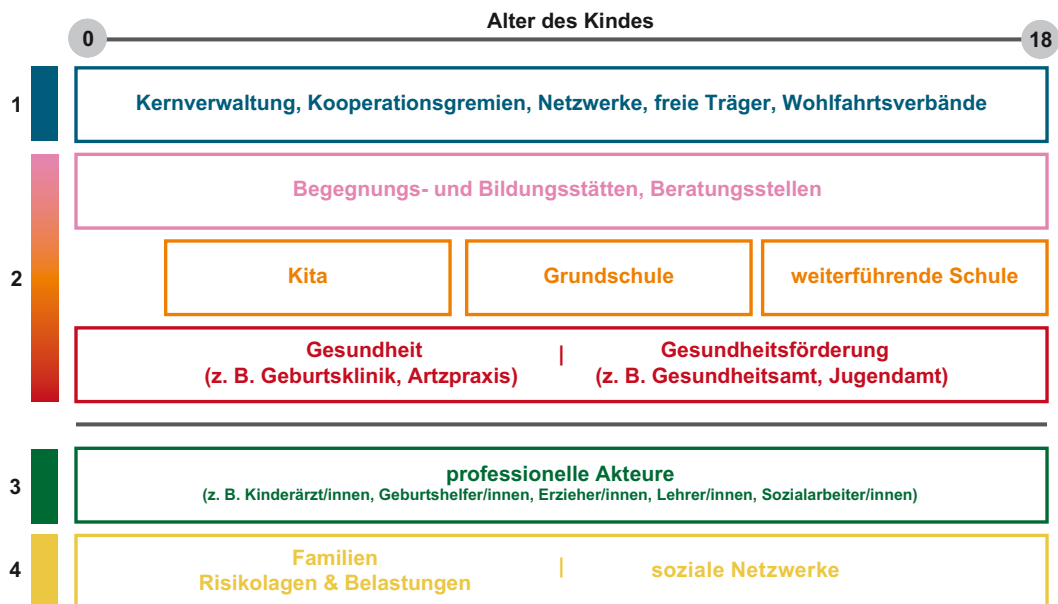 Alter des Kindes
0
18
1
Kernverwaltung, Kooperationsgremien, Netzwerke, freie Träger, Wohlfahrtsverbände
Begegnungs- und Bildungsstätten, Beratungsstellen
2
Kita
Grundschule
weiterführende Schule
Gesundheit | Gesundheitsförderung
(z. B. Geburtsklinik, Artzpraxis) (z. B. Gesundheitsamt, Jugendamt)
3
professionelle Akteure
(z. B. Kinderärzt/innen, Geburtshelfer/innen, Erzieher/innen, Lehrer/innen, Sozialarbeiter/innen)
4
Familien | soziale Netzwerke
Risikolagen & Belastungen